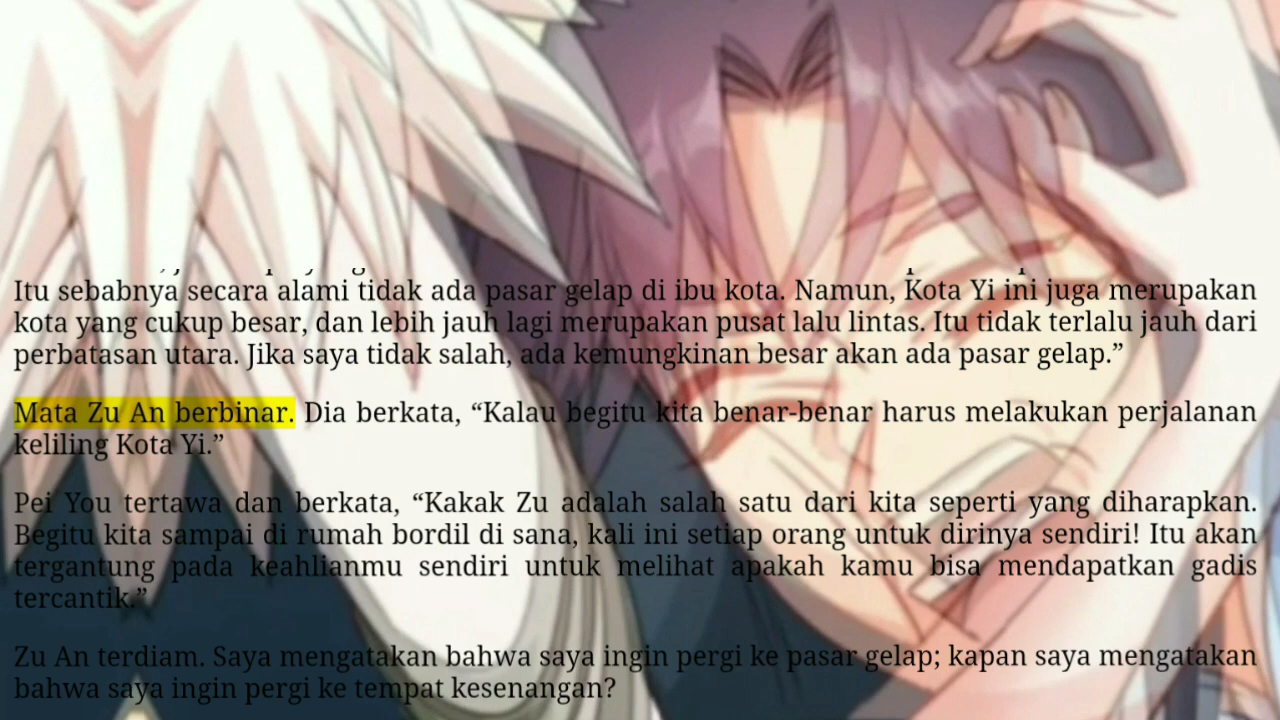 Itu sebabnya secara alami tidak ada pasar gelap di ibu kota. Namun, Kota Yi ini juga merupakan
kota yang cukup besar, dan lebih jauh lagi merupakan pusat lalu lintas. Itu tidak terlalu jauh dari
perbatasan utara. Jika saya tidak salah, ada kemungkinan besar akan ada pasar gelap.”
Mata Zu An berbinar. Dia berkata, “Kalau begitu kita benar-benar harus melakukan perjalanan
keliling Kota Yi.”
Pei You tertawa dan berkata, “Kakak Zu adalah salah satu dari kita seperti yang diharapkan.
Begitu kita sampai di rumah bordil di sana, kali ini setiap orang untuk dirinya sendiri! Itu akan
tergantung pada keahlianmu sendiri untuk melihat apakah kamu bisa mendapatkan gadis
tercantik.”
Zu An terdiam. Saya mengatakan bahwa saya ingin pergi ke pasar gelap; kapan saya mengatakan
bahwa saya ingin pergi ke tempat kesenangan?